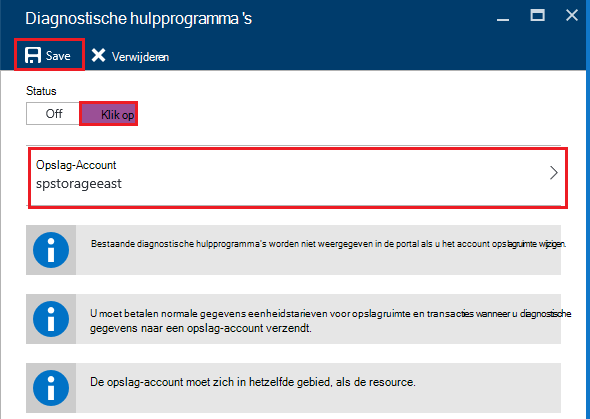 Diagnostische hulpprogramma 's
Save Verwijderen
Status
Off Klik op
Opslag-Account
spstorageeast
Bestaande diagnostische hulpprogramma's worden niet weergegeven in de portal als u het account opslagruimte wijzigen.
U moet betalen normale gegevens eenheidstarieven voor opslagruimte en transacties wanneer u diagnostische
gegevens naar een opslag-account verzendt.
De opslag-account moet zich in hetzelfde gebied, als de resource.